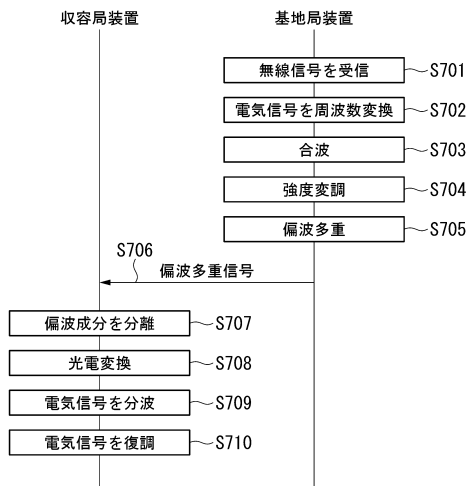 収容局装置 基地局装置
無線信号を受信 S701
電気信号を周波数変換 S702
合波 S703
強度変調 S704
偏波多重 S705
S706
偏波多重信号
偏波成分を分離 S707
光電変換 S708
電気信号を分波 S709
電気信号を復調 S710